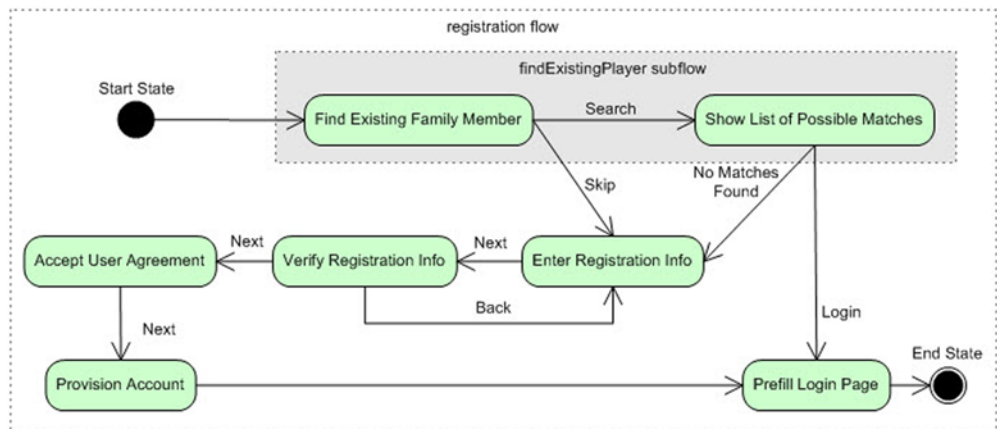 registration flow
findExistingPlayer subflow
Start State
Find Existing Family Member
Search
Show List of Possible Matches
Skip
No Matches
Found
Accept User Agreement
Next
Verify Registration Info
Next
Enter Registration Info
Back
Next
Login
End State
Provision Account
Prefill Login Page